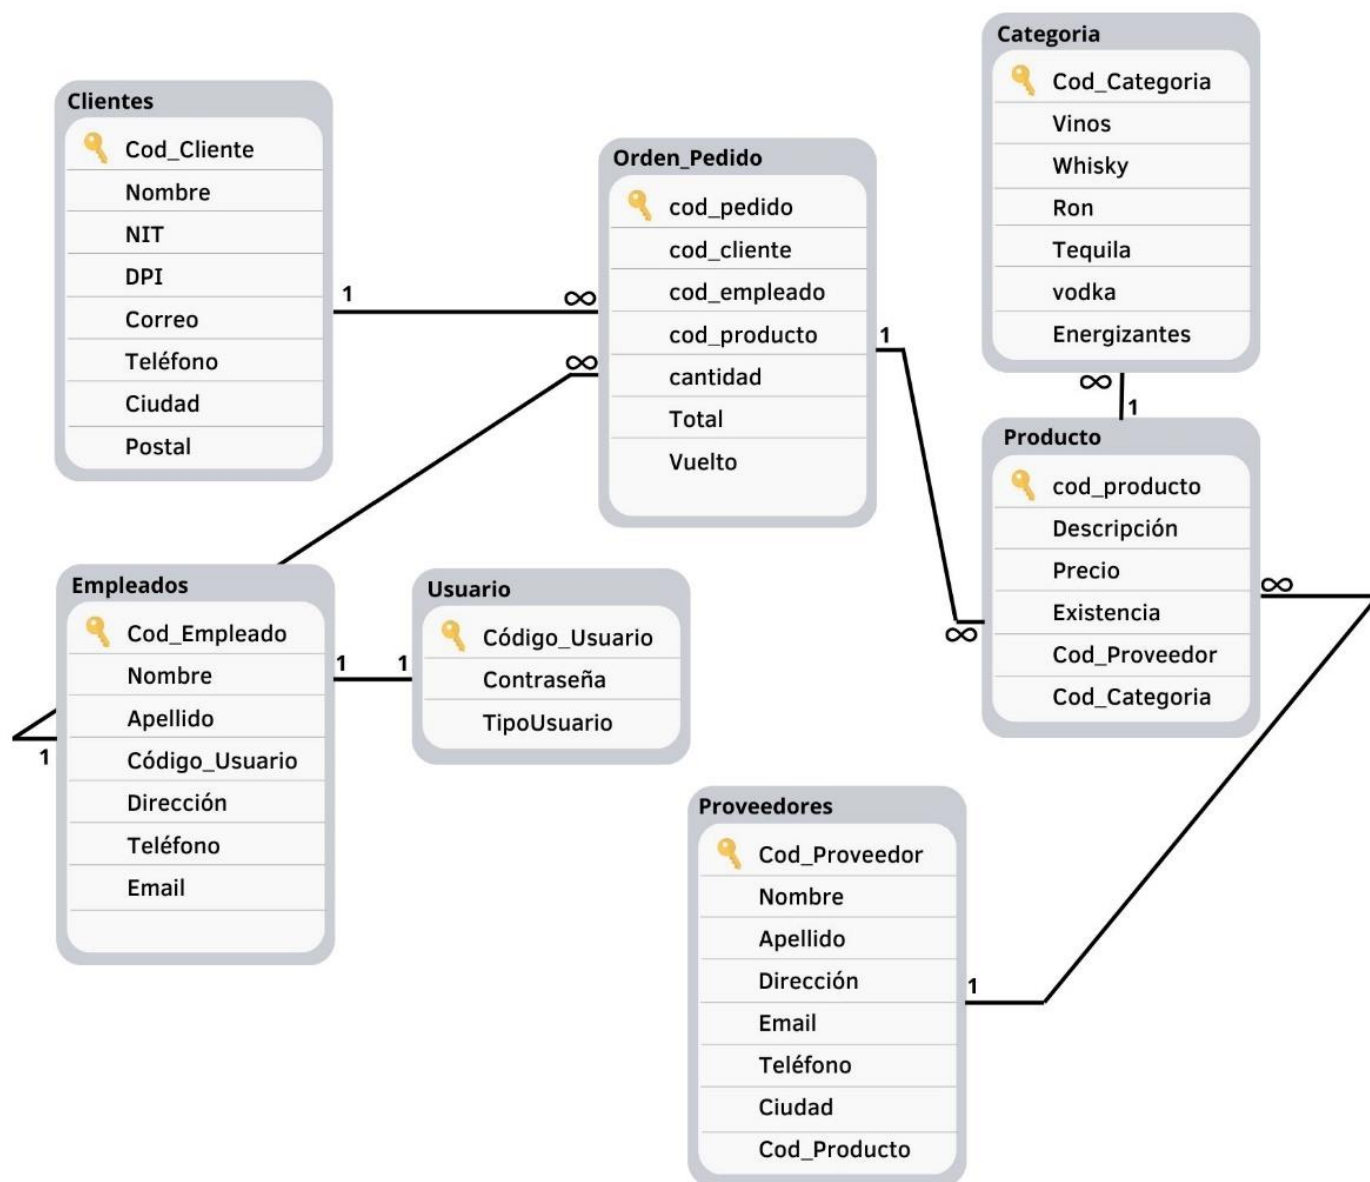 Clientes
Cod_Cliente
Nombre
NIT
DPI
Correo
Teléfono
Ciudad
Postal
1
∞
Orden_Pedido
cod_pedido
cod_cliente
cod_empleado
cod_producto
cantidad
Total
Vuelto
∞
1
∞
Categoria
Cod_Categoria
Vinos
Whisky
Ron
Tequila
vodka
Energizantes
∞
1
Producto
cod_producto
Descripción
Precio
Existencia
Cod_Proveedor
Cod_Categoria
∞
Empleados
Cod_Empleado
Nombre
Apellido
Código_Usuario
Dirección
Teléfono
Email
1
1
1
Usuario
Código_Usuario
Contraseña
TipoUsuario
Proveedores
Cod_Proveedor
Nombre
Apellido
Dirección
Email
Teléfono
Ciudad
Cod_Producto
1